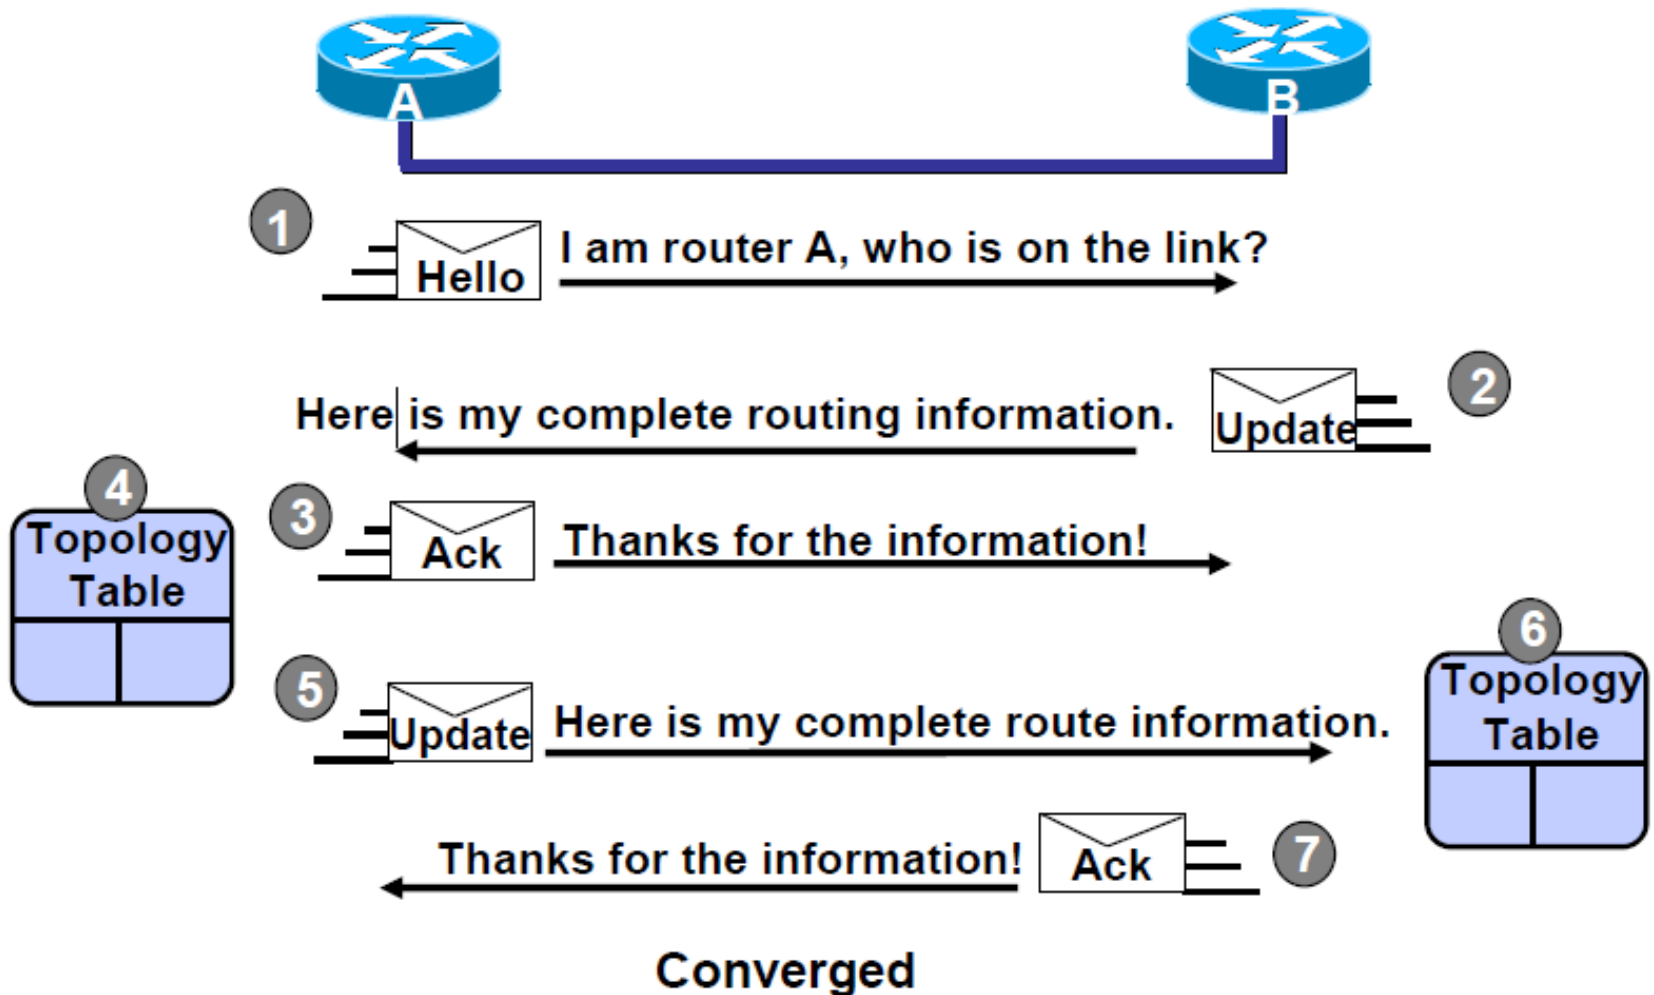 A
B
1
Hello
I am router A, who is on the link?
Here is my complete routing information.
Update
2
4
Topology
Table
3
Ack
Thanks for the information!
5
Update
Here is my complete route information.
6
Topology
Table
Thanks for the information!
Ack
7
Converged